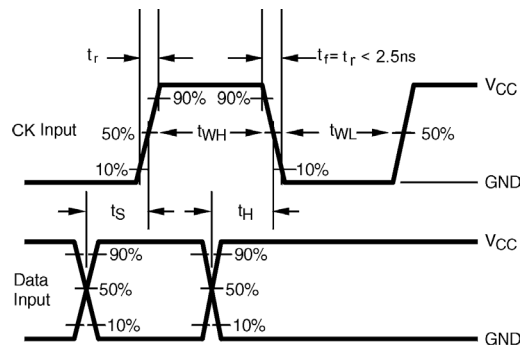 tr
tf = tr < 2.5ns
VCC
90% 90%
CK Input
50% tWH tWL 50%
10% 10%
GND
tS tH
VCC
90% 90%
Data
Input
50% 50%
10% 10%
GND